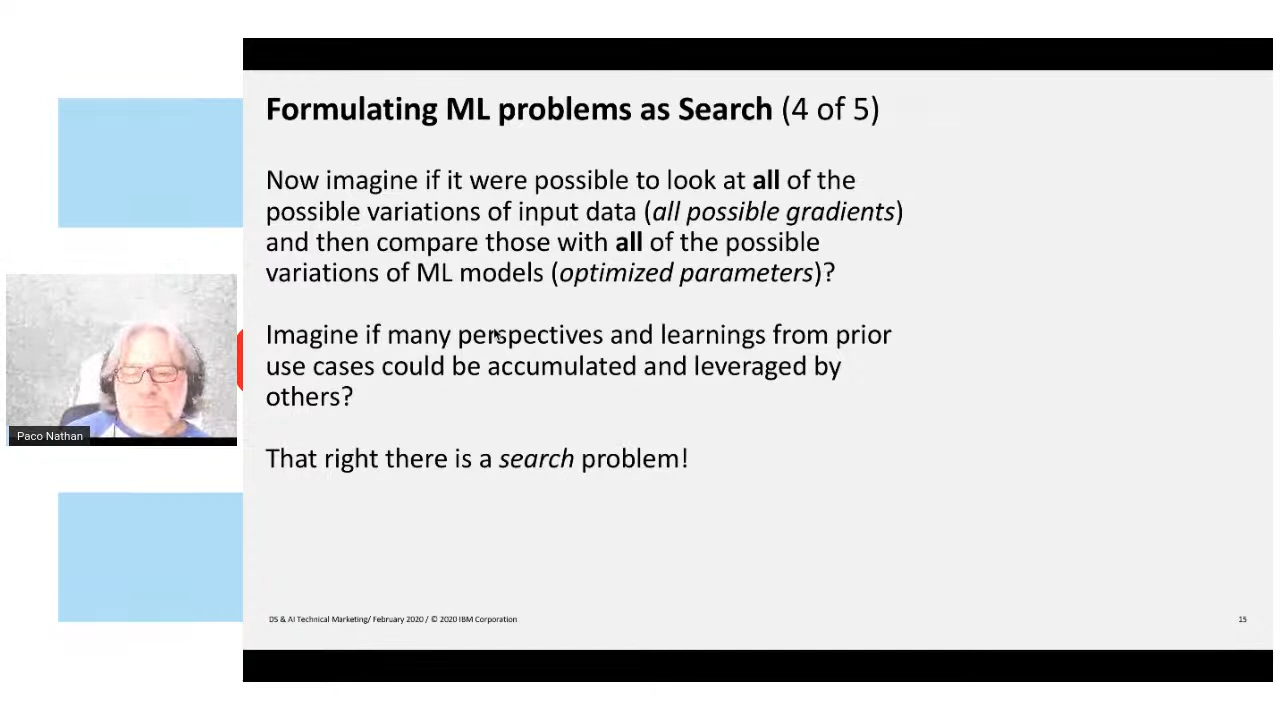 Formulating ML problems as Search (4 of 5)
Now imagine if it were possible to look at all of the
possible variations of input data (all possible gradients)
and then compare those with all of the possible
variations of ML models (optimized parameters)?
Imagine if many perspectives and learnings from prior
use cases could be accumulated and leveraged by
others?
That right there is a search problem!
Paco Nathan
DS & AI Technical Marketing/ February 2020 / © 2020 IBM Corporation
15